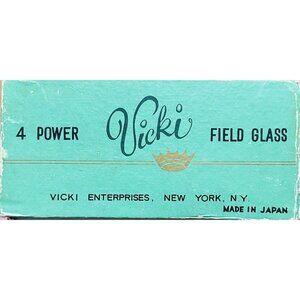 4 POWER Vicki FIELD GLASS
VICKI ENTERPRISES, NEW YORK, N.Y.
MADE IN JAPAN